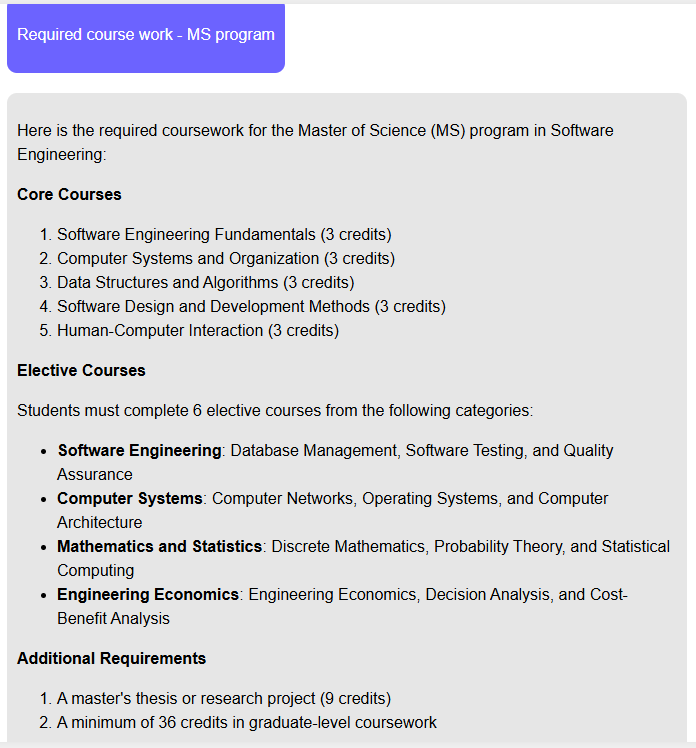 Required course work - MS program
Here is the required coursework for the Master of Science (MS) program in Software
Engineering:
Core Courses
1. Software Engineering Fundamentals (3 credits)
2. Computer Systems and Organization (3 credits)
3. Data Structures and Algorithms (3 credits)
4. Software Design and Development Methods (3 credits)
5. Human-Computer Interaction (3 credits)
Elective Courses
Students must complete 6 elective courses from the following categories:
• Software Engineering: Database Management, Software Testing, and Quality
Assurance
• Computer Systems: Computer Networks, Operating Systems, and Computer
Architecture
• Mathematics and Statistics: Discrete Mathematics, Probability Theory, and Statistical
Computing
• Engineering Economics: Engineering Economics, Decision Analysis, and Cost-
Benefit Analysis
Additional Requirements
1. A master's thesis or research project (9 credits)
2. A minimum of 36 credits in graduate-level coursework